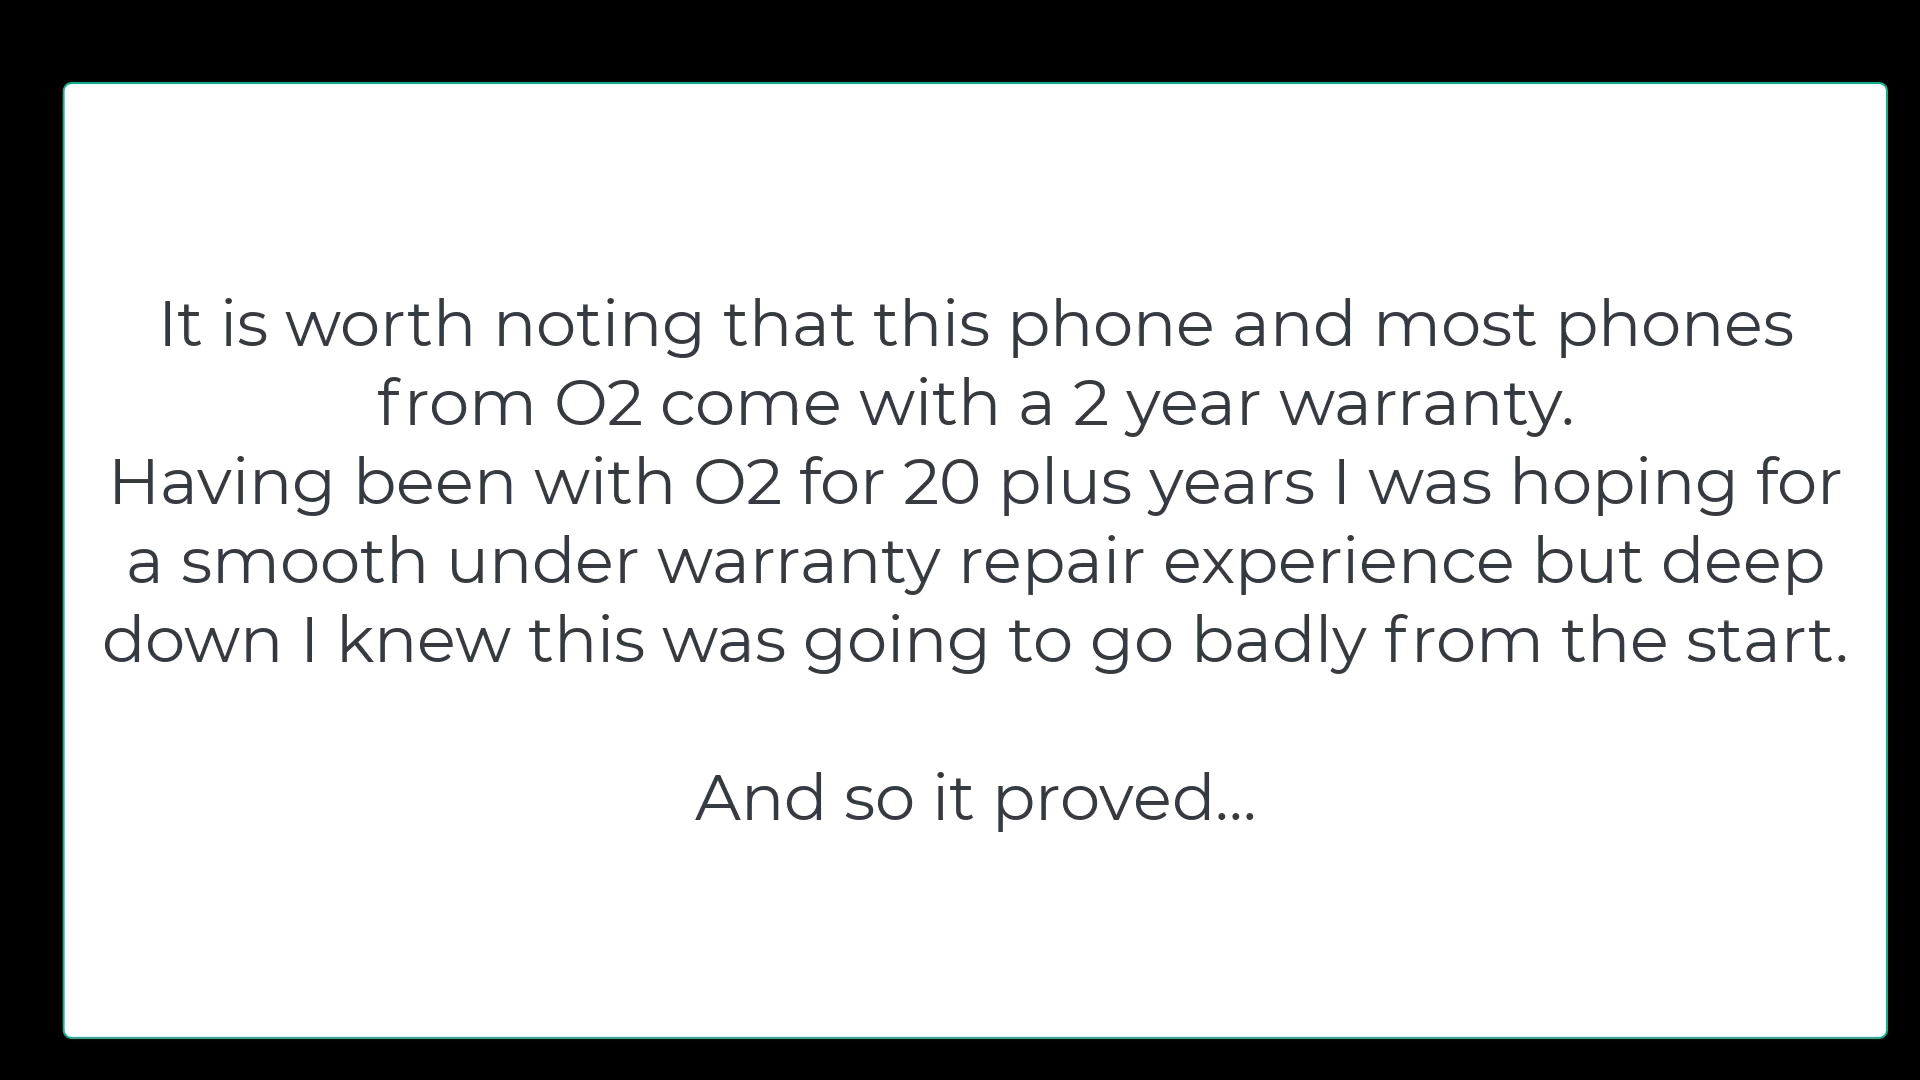 It is worth noting that this phone and most phones
from O2 come with a 2 year warranty.
Having been with O2 for 20 plus years I was hoping for
a smooth under warranty repair experience but deep
down I knew this was going to go badly from the start.
And so it proved...